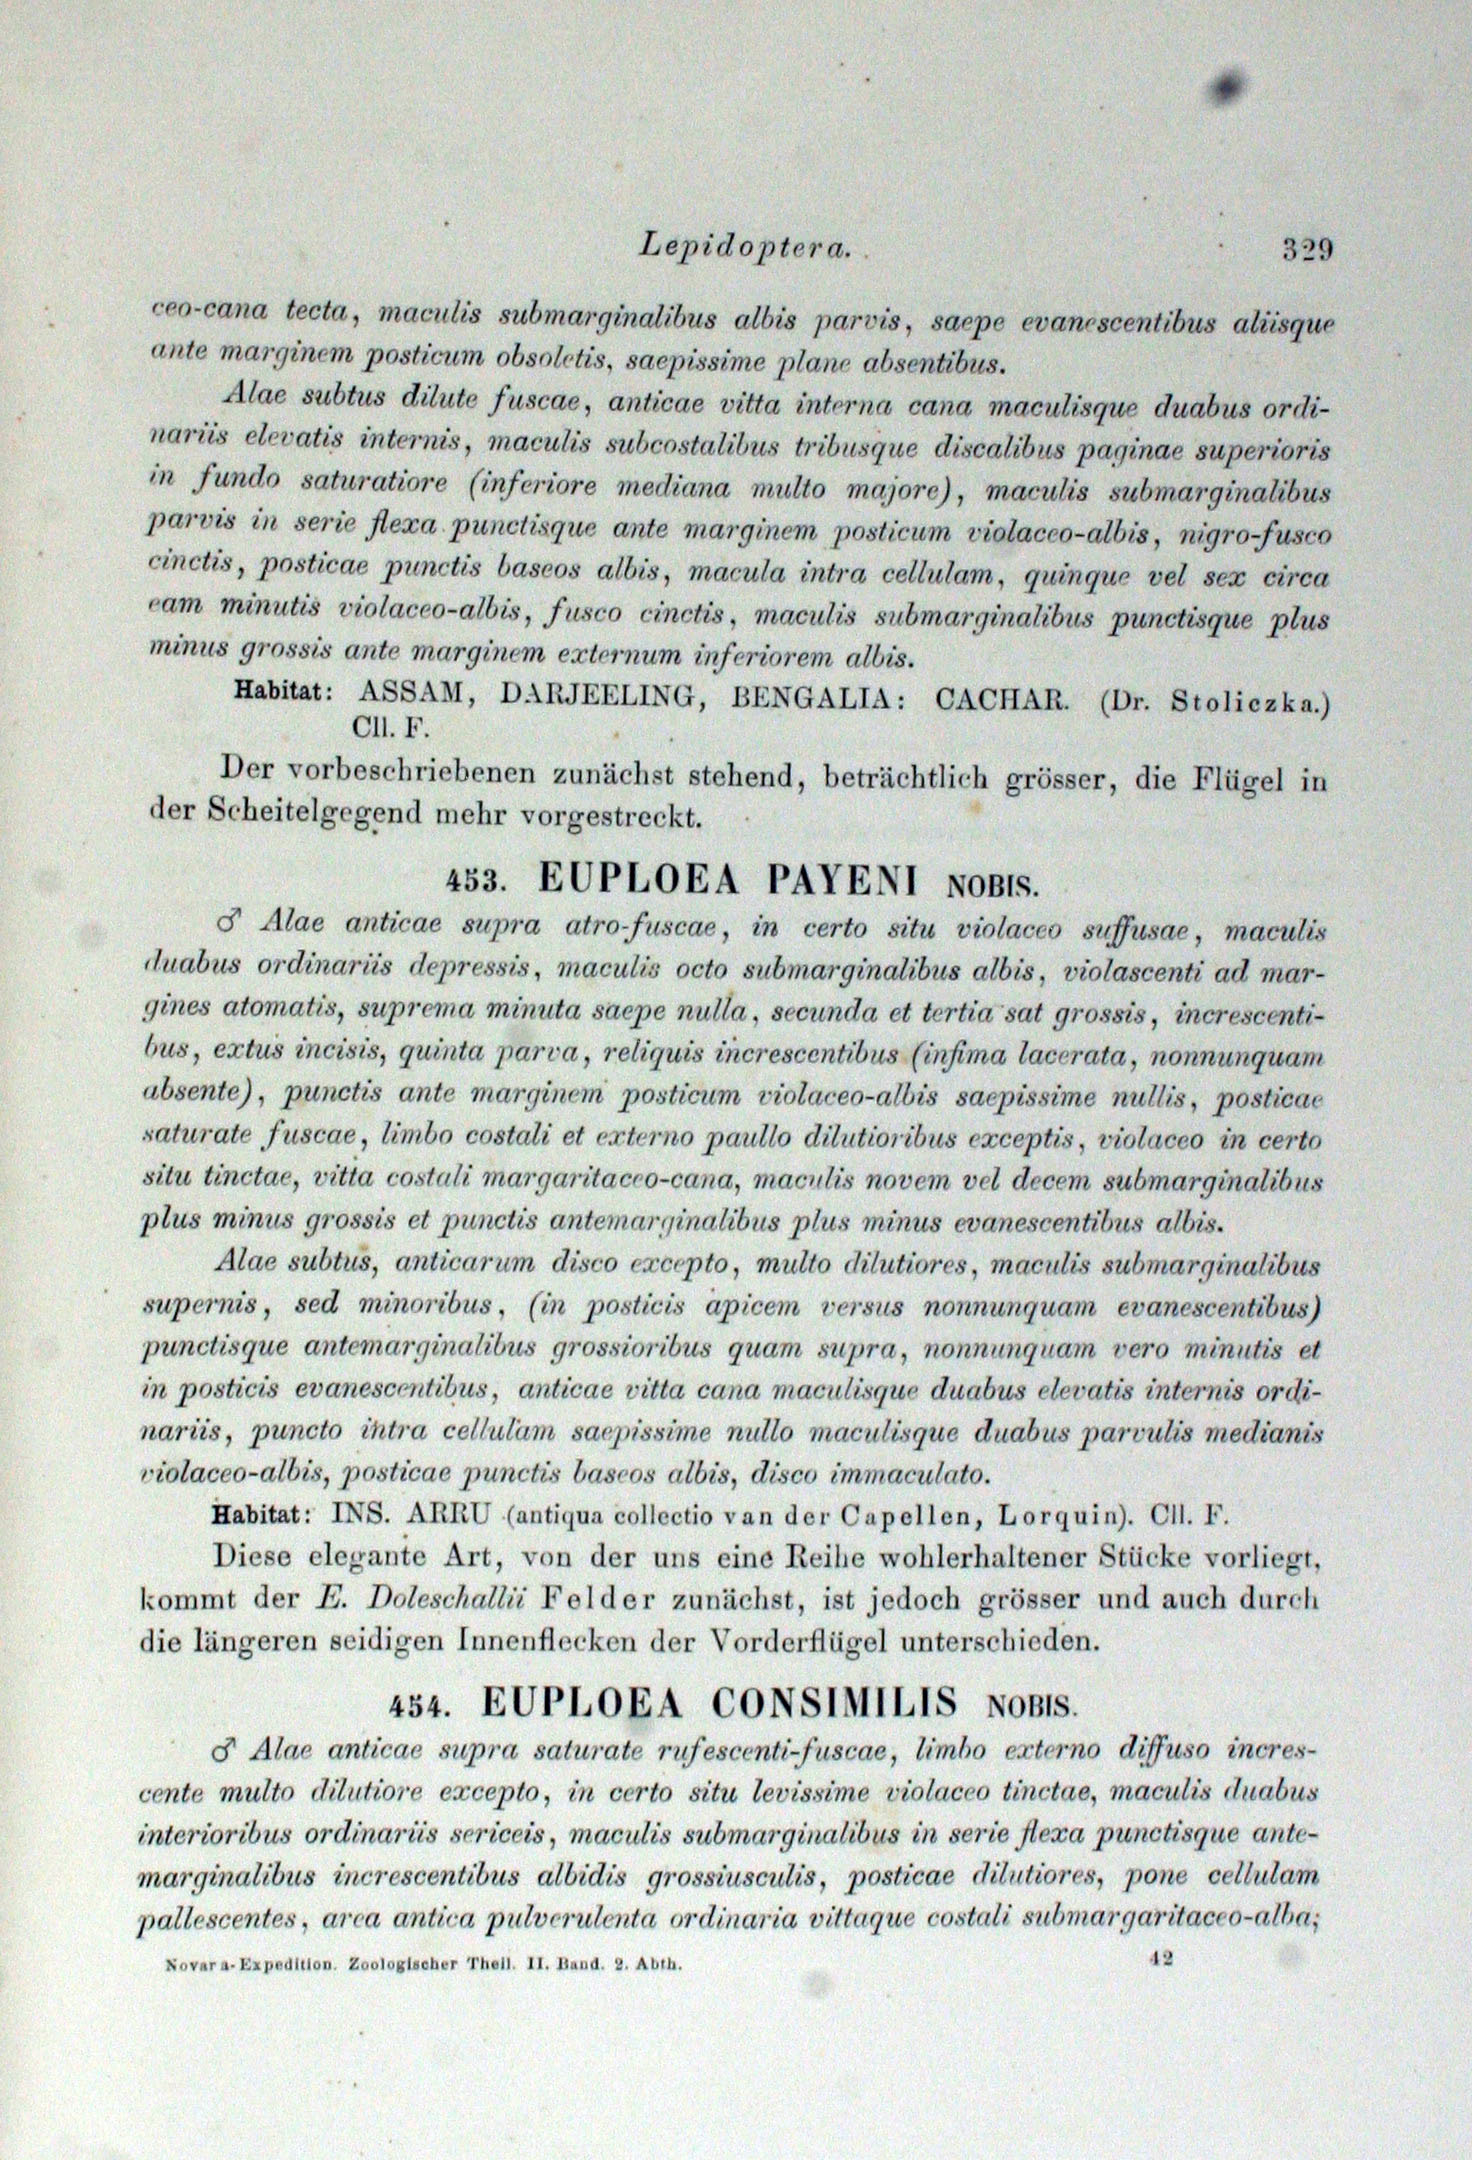 Lepidoptera. 329
ceo-cana tecta, maculis submarginalibus albis parvis, saepe evanescentibus aliisque
ante marginem posticum obsoletis, saepissime plane absentibus.
Alae subtus dilute fuscae, anticae vitta interna cana maculisque duabus ordi-
nariis elevatis internis, maculis subcostalibus tribusque discalibus paginae superioris
in fundo saturatiore (inferiore mediana multo majore), maculis submarginalibus
parvis in serie flexa punctisque ante marginem posticum violaceo-albis, nigro-fusco
cinctis, posticae punctis baseos albis, macula intra cellulam, quinque vel sex circa
eam minutis violaceo-albis, fusco cinctis, maculis submarginalibus punctisque plus
minus grossis ante marginem externum inferiorem albis.
Habitat: ASSAM, DARJEELING, BENGALIA: CACHAR. (Dr. Stoliczka.)
Cll. F.
Der vorbeschriebenen zunächst stehend, beträchtlich grösser, die Flügel in
der Scheitelgegend mehr vorgestreckt.
453. EUPLOEA PAYENI NOBIS.
♂ Alae anticae supra atro-fuscae, in certo situ violaceo suffusae, maculis
duabus ordinariis depressis, maculis octo submarginalibus albis, violascenti ad mar-
gines atomatis, suprema minuta saepe nulla, secunda et tertia sat grossis, increscenti-
bus, extus incisis, quinta parva, reliquis increscentibus (infima lacerata, nonnunquam
absente), punctis ante marginem posticum violaceo-albis saepissime nullis, posticae
saturate fuscae, limbo costali et externo paullo dilutioribus exceptis, violaceo in certo
situ tinctae, vitta costali margaritaceo-cana, maculis novem vel decem submarginalibus
plus minus grossis et punctis antemarginalibus plus minus evanescentibus albis.
Alae subtus, anticarum disco excepto, multo dilutiores, maculis submarginalibus
supernis, sed minoribus, (in posticis apicem versus nonnunquam evanescentibus)
punctisque antemarginalibus grossioribus quam supra, nonnunquam vero minutis et
in posticis evanescentibus, anticae vitta cana maculisque duabus elevatis internis ordi-
nariis, puncto intra cellulam saepissime nullo maculisque duabus parvulis medianis
violaceo-albis, posticae punctis baseos albis, disco immaculato.
Habitat: INS. ARRU (antiqua collectio van der Capellen, Lorquin). Cll. F.
Diese elegante Art, von der uns eine Reihe wohlerhaltener Stücke vorliegt,
kommt der E. Doleschallii Felder zunächst, ist jedoch grösser und auch durch
die längeren seidigen Innenflecken der Vorderflügel unterschieden.
454. EUPLOEA CONSIMILIS NOBIS.
♂ Alae anticae supra saturate rufescenti-fuscae, limbo externo diffuso incres-
cente multo dilutiore excepto, in certo situ levissime violaceo tinctae, maculis duabus
interioribus ordinariis sericeis, maculis submarginalibus in serie flexa punctisque ante-
marginalibus increscentibus albidis grossiusculis, posticae dilutiores, pone cellulam
pallescentes, area antica pulverulenta ordinaria vittaque costali submargaritaceo-alba;
Novara-Expedition. Zoologischer Theil. II. Band. 2. Abth. 42